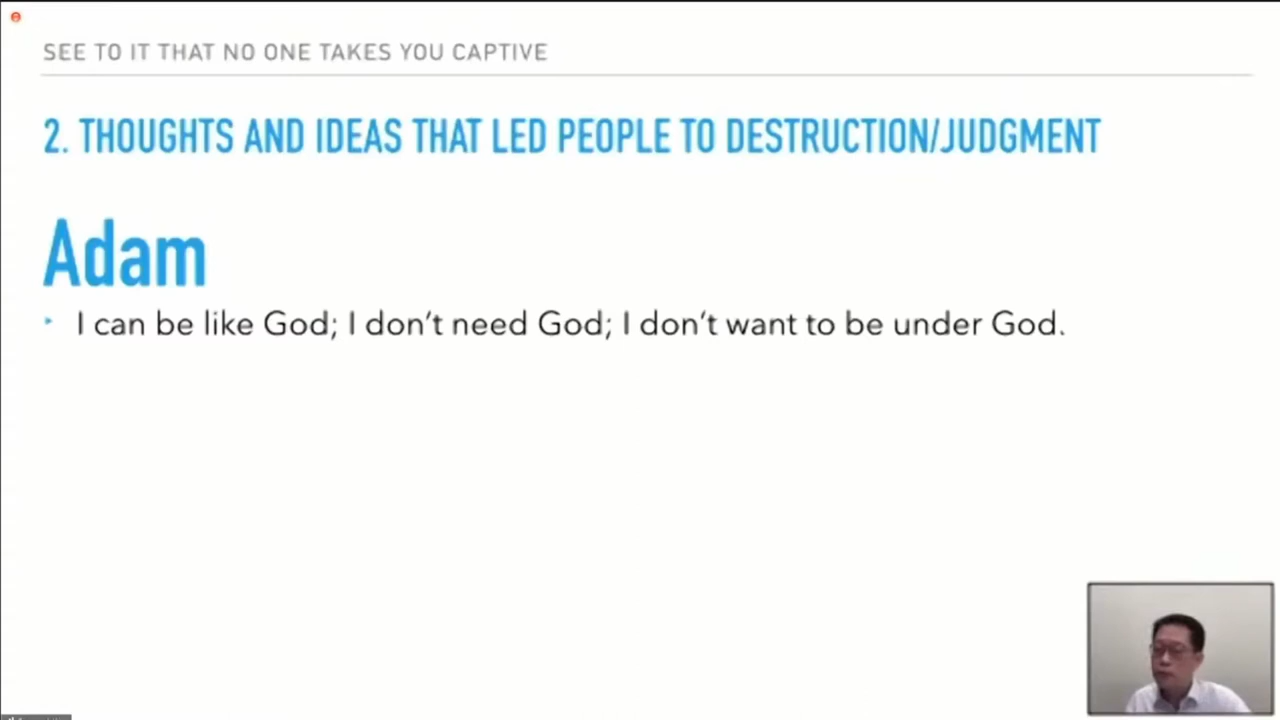 SEE TO IT THAT NO ONE TAKES YOU CAPTIVE
2. THOUGHTS AND IDEAS THAT LED PEOPLE TO DESTRUCTION/JUDGMENT
Adam
‣ I can be like God; I don’t need God; I don’t want to be under God.